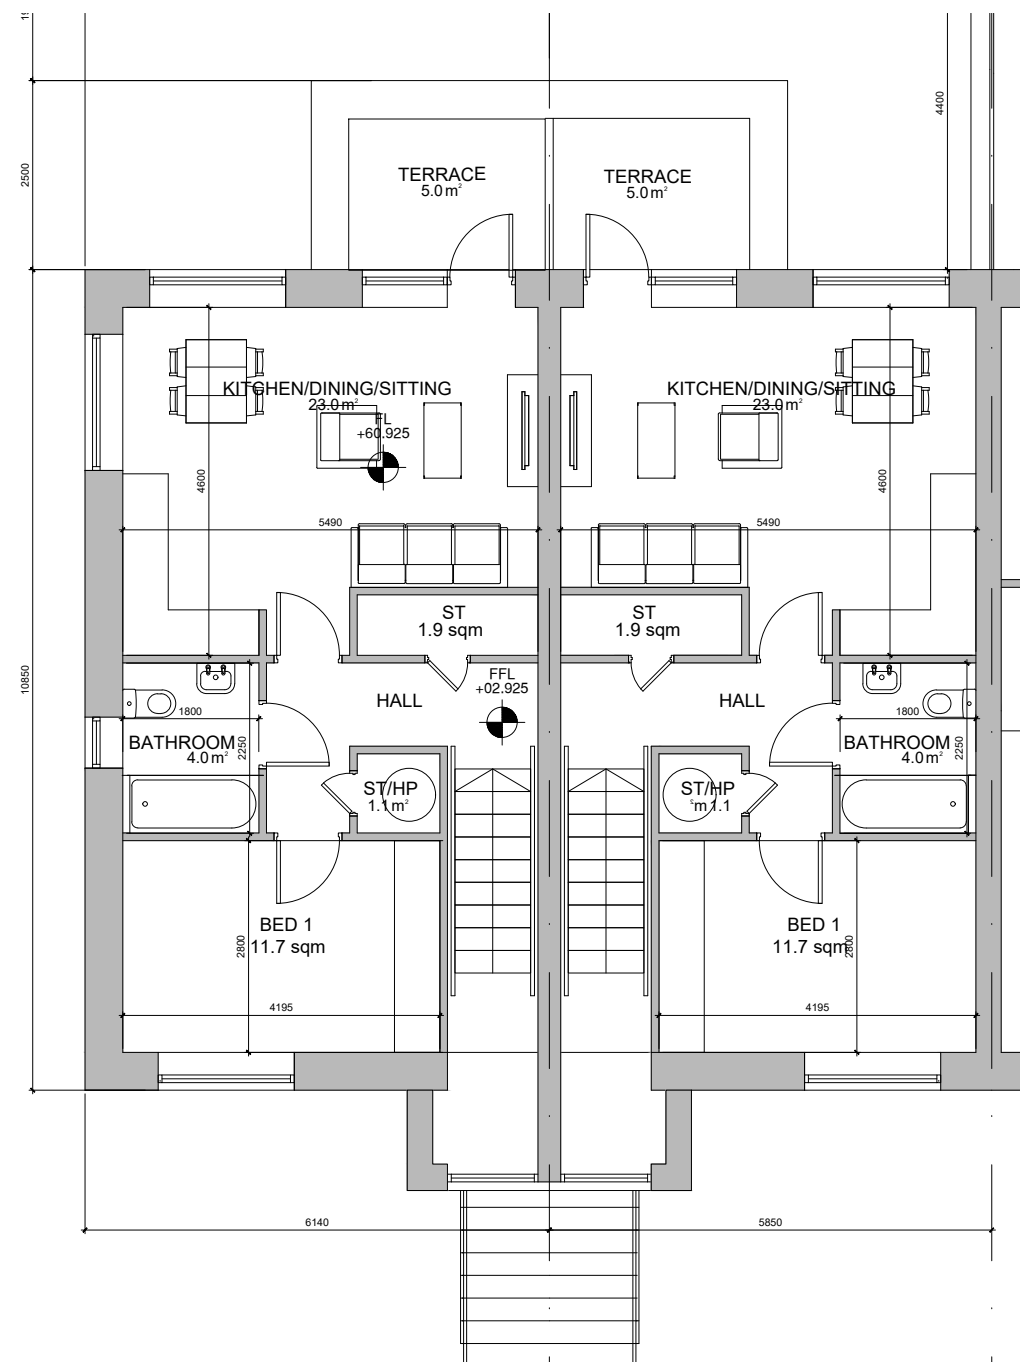 4400
2500
TERRACE
5.0m²
TERRACE
5.0m²
KITCHEN/DINING/SITTING
23.0m²
KITCHEN/DINING/SITTING
23.0m²
FL
+60.925
4600
4600
5490
5490
ST
1.9 sqm
ST
1.9 sqm
10850
FFL
+02.925
HALL
HALL
1800
1800
BATHROOM
4.0m²
2250
BATHROOM
4.0m²
2250
ST/HP
1.1m²
ST/HP
²m1.1
BED 1
11.7 sqm
2800
BED 1
11.7 sqm
2800
4195
4195
6140
5850